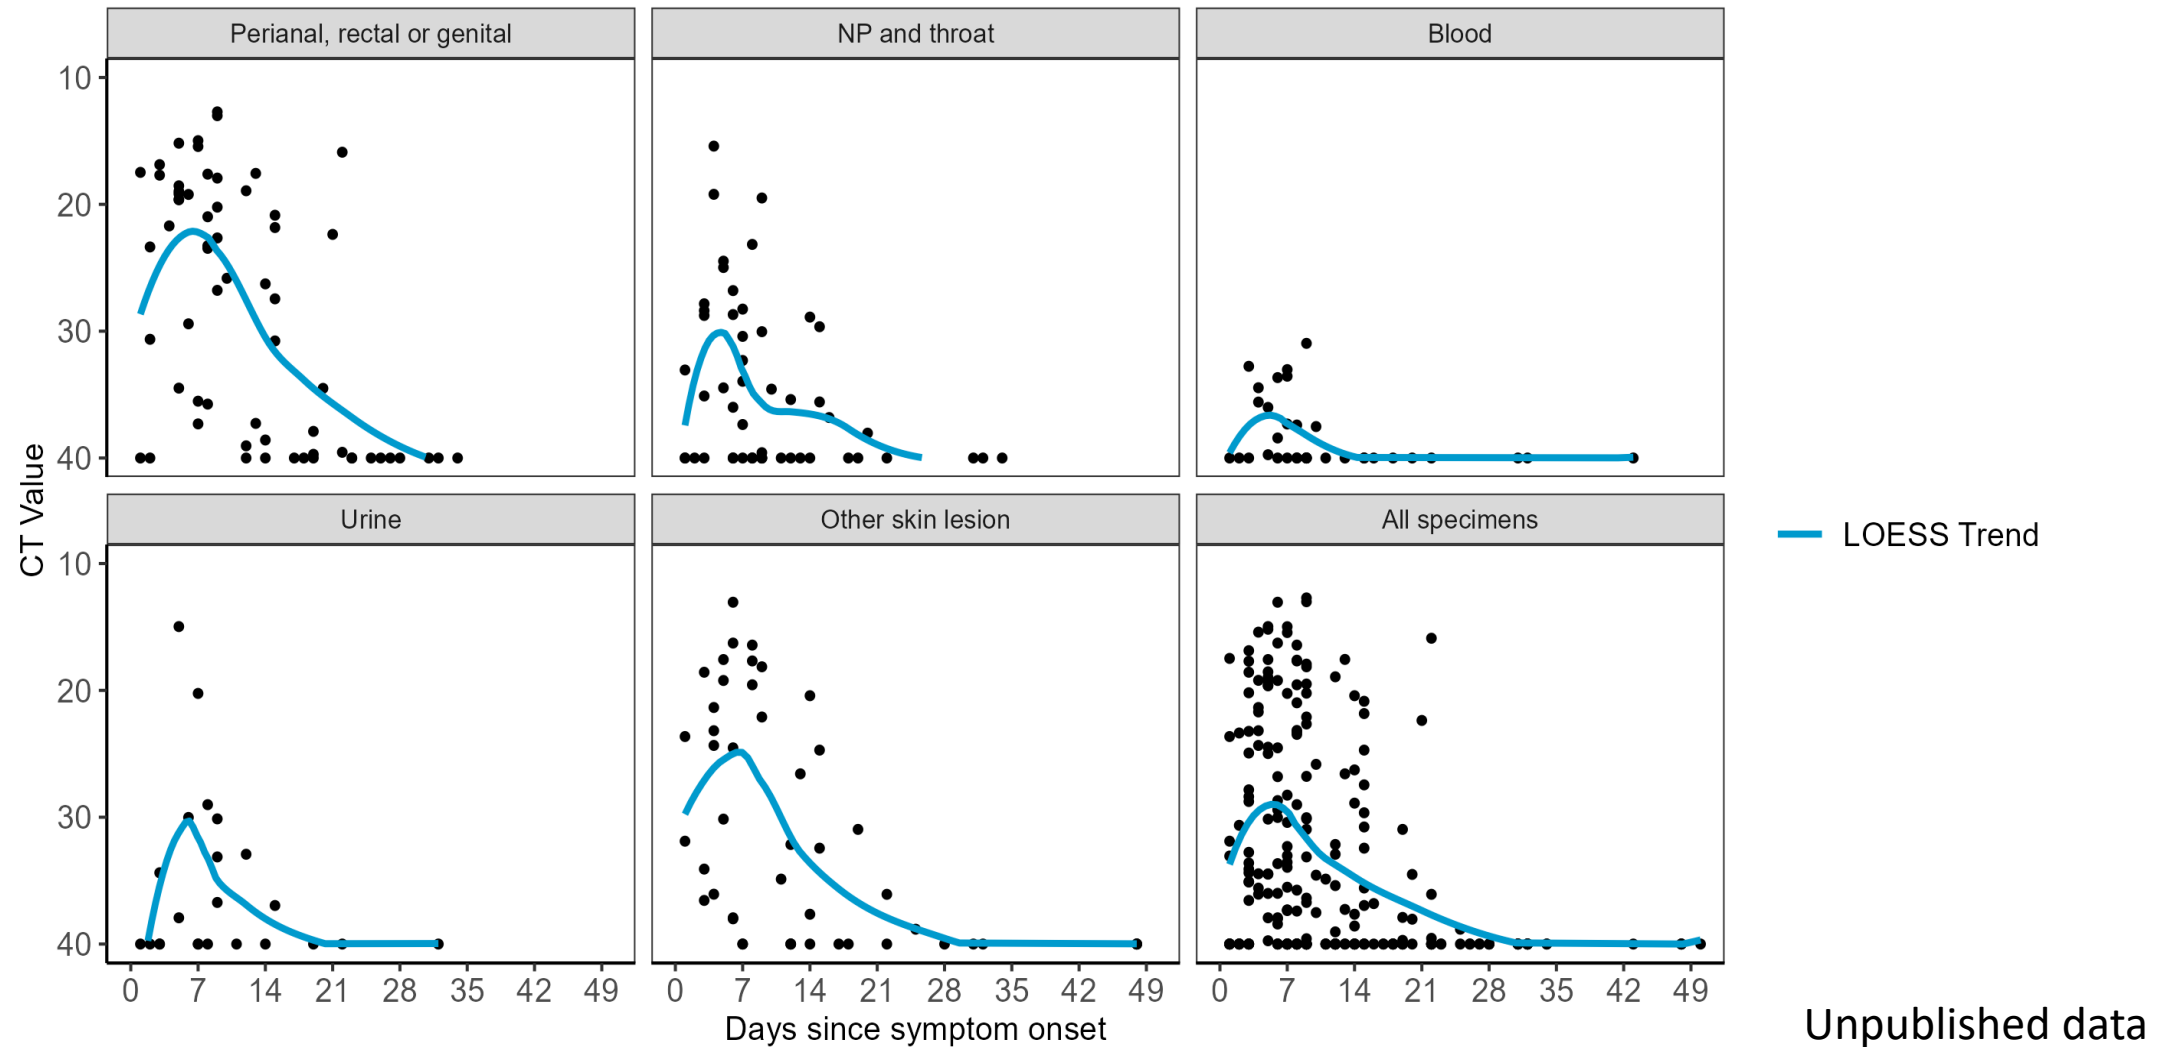 Perianal, rectal or genital
NP and throat
Blood
10
20
30
40
CT Value
Urine
Other skin lesion
All specimens
10
20
30
40
0 7 14 21 28 35 42 49
0 7 14 21 28 35 42 49
0 7 14 21 28 35 42 49
Days since symptom onset
LOESS Trend
Unpublished data